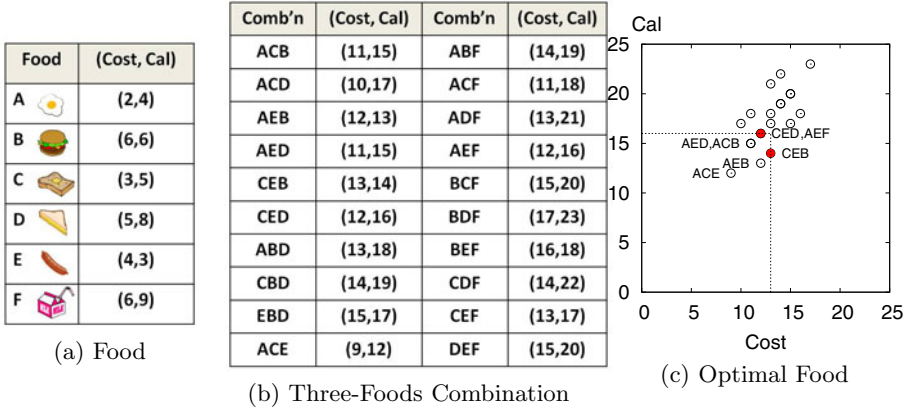 Food (Cost, Cal)
A (2,4)
B (6,6)
C (3,5)
D (5,8)
E (4,3)
F (6,9)
(a) Food
Comb'n (Cost, Cal) Comb'n (Cost, Cal)
ACB (11,15) ABF (14,19)
ACD (10,17) ACF (11,18)
AEB (12,13) ADF (13,21)
AED (11,15) AEF (12,16)
CEB (13,14) BCF (15,20)
CED (12,16) BDF (17,23)
ABD (13,18) BEF (16,18)
CBD (14,19) CDF (14,22)
EBD (15,17) CEF (13,17)
ACE (9,12) DEF (15,20)
(b) Three-Foods Combination
Cal
25
20
15
10
5
0
CED,AEF
AED,ACB
CEB
AEB
ACE
0 5 10 15 20 25
Cost
(c) Optimal Food